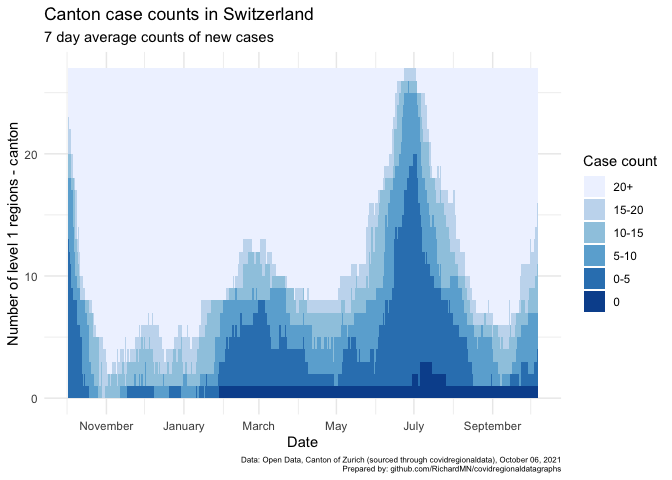 Canton case counts in Switzerland
7 day average counts of new cases
Number of level 1 regions - canton
20
10
0
November January March May July September
Date
Case count
20+
15-20
10-15
5-10
0-5
0
Data: Open Data, Canton of Zurich (sourced through covidregionaldata), October 06, 2021
Prepared by: github.com/RichardMN/covidregionaldatagraphs